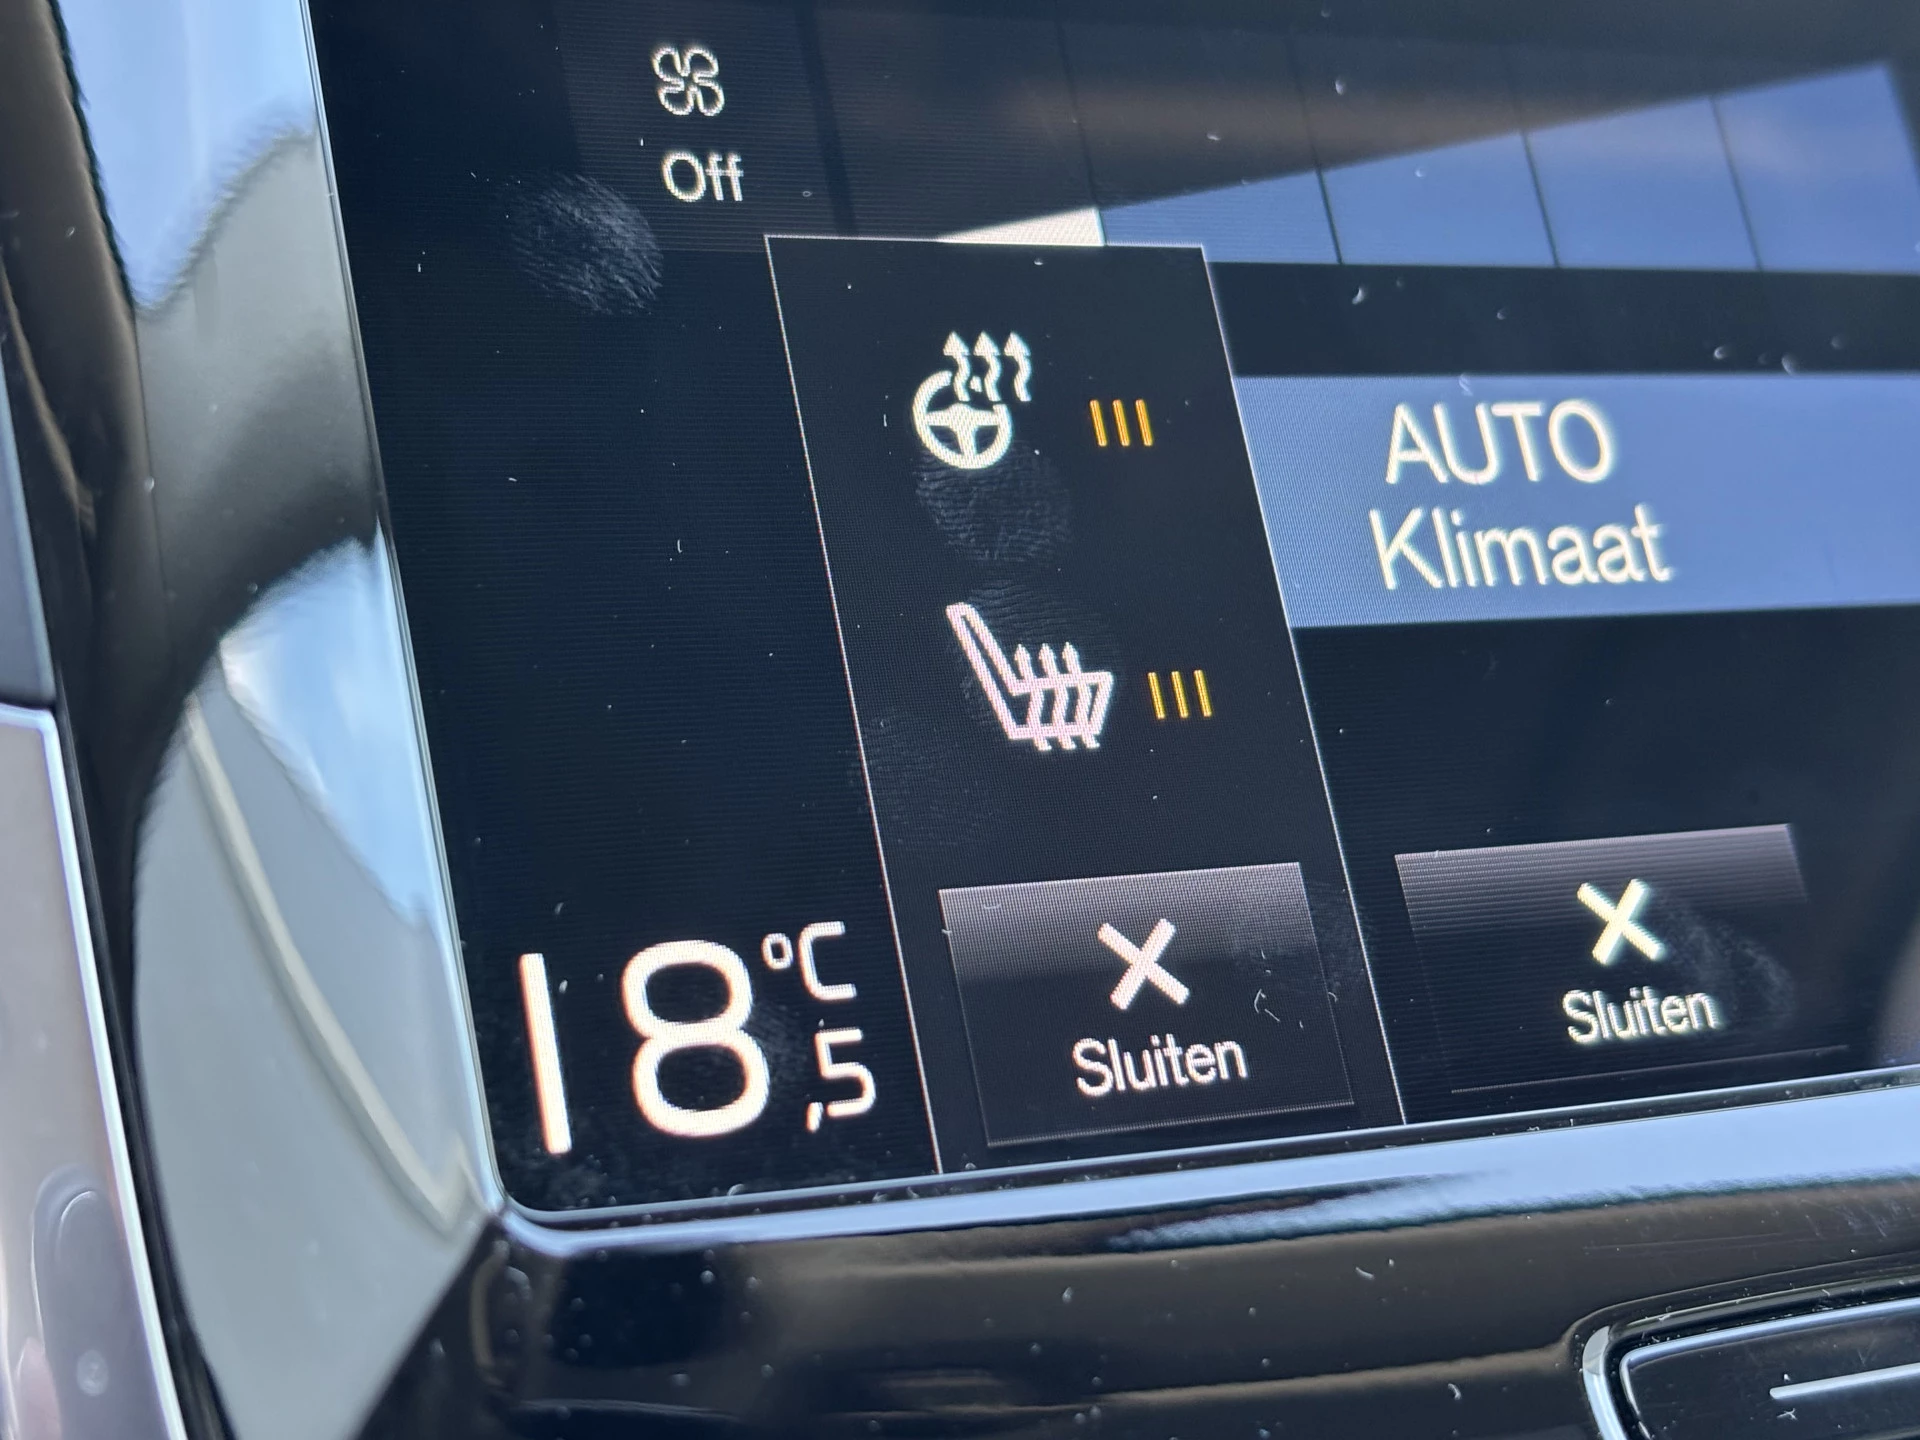 Off
AUTO
Klimaat
18,5 °C
Sluiten
Sluiten